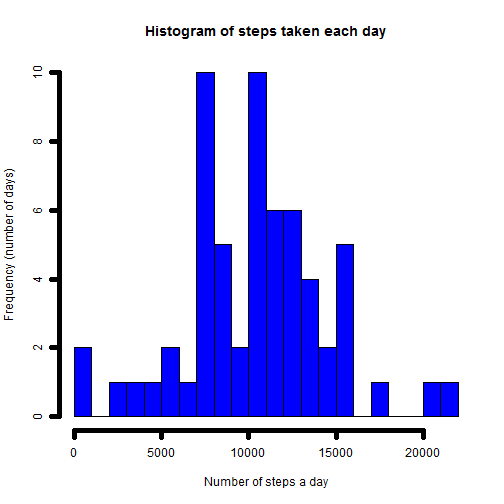 Histogram of steps taken each day
Frequency (number of days)
10
8
6
4
2
0
0 5000 10000 15000 20000
Number of steps a day